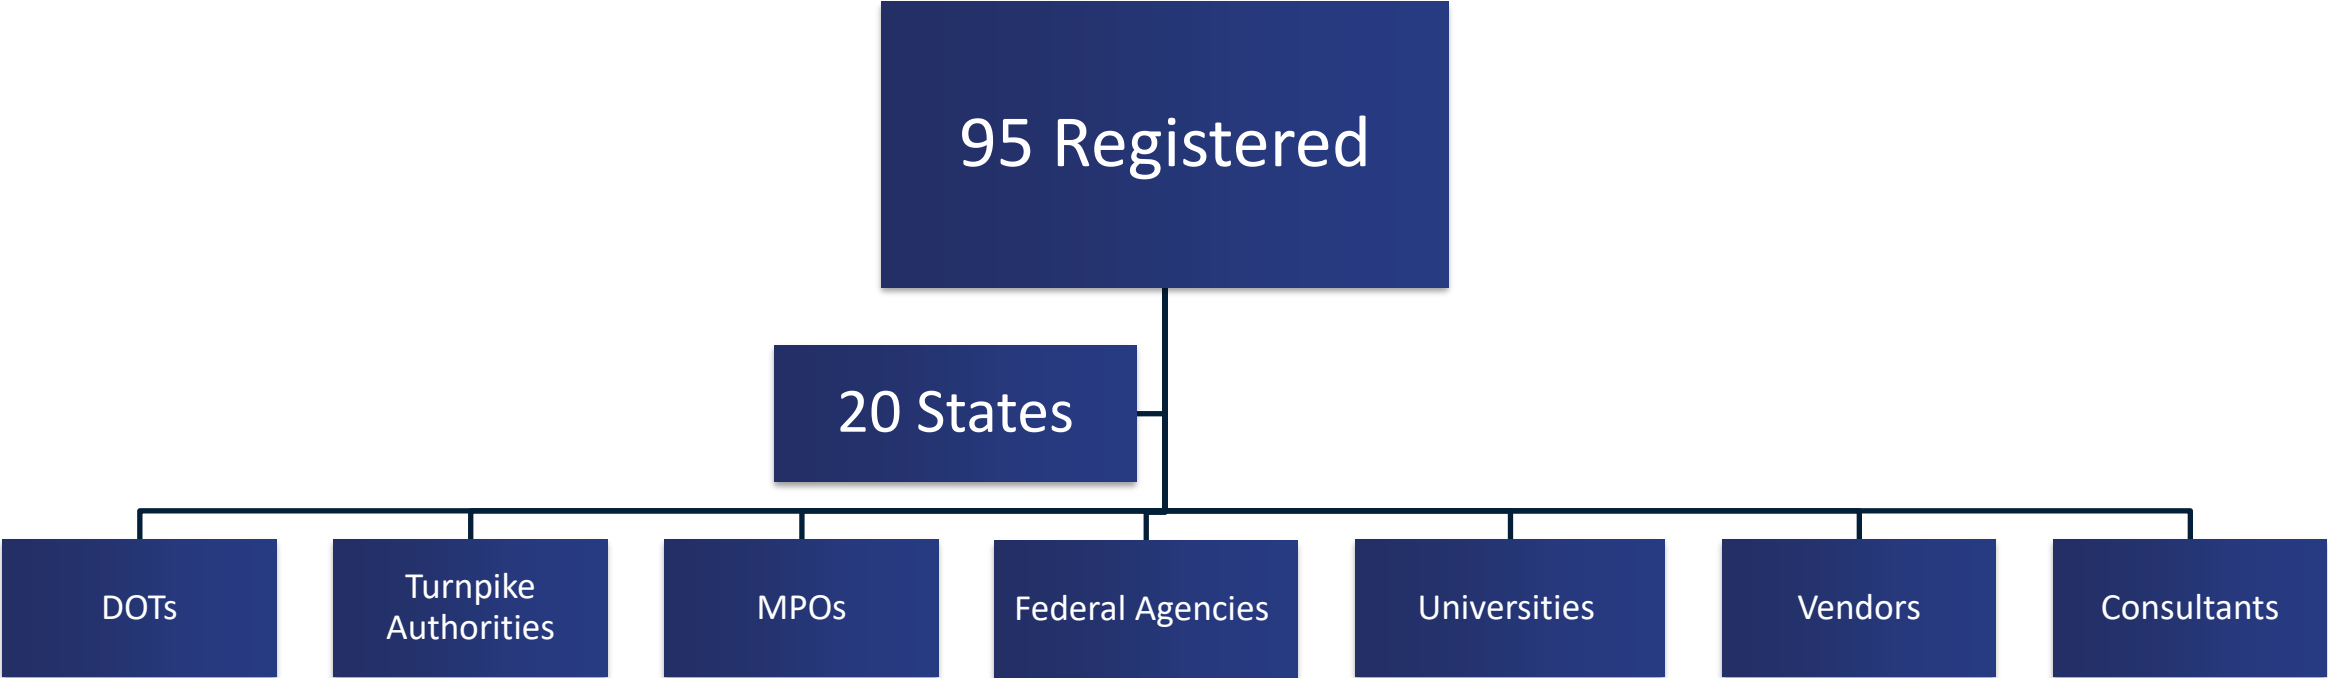 95 Registered
20 States
DOTs
Turnpike
Authorities
MPOs
Federal Agencies
Universities
Vendors
Consultants